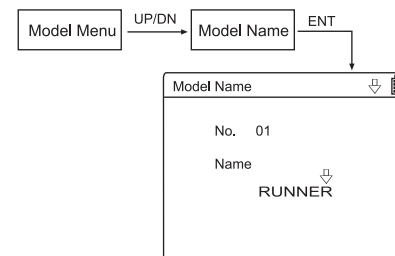 Model Menu
UP/DN
Model Name
ENT
Model Name
No. 01
Name
RUNNER